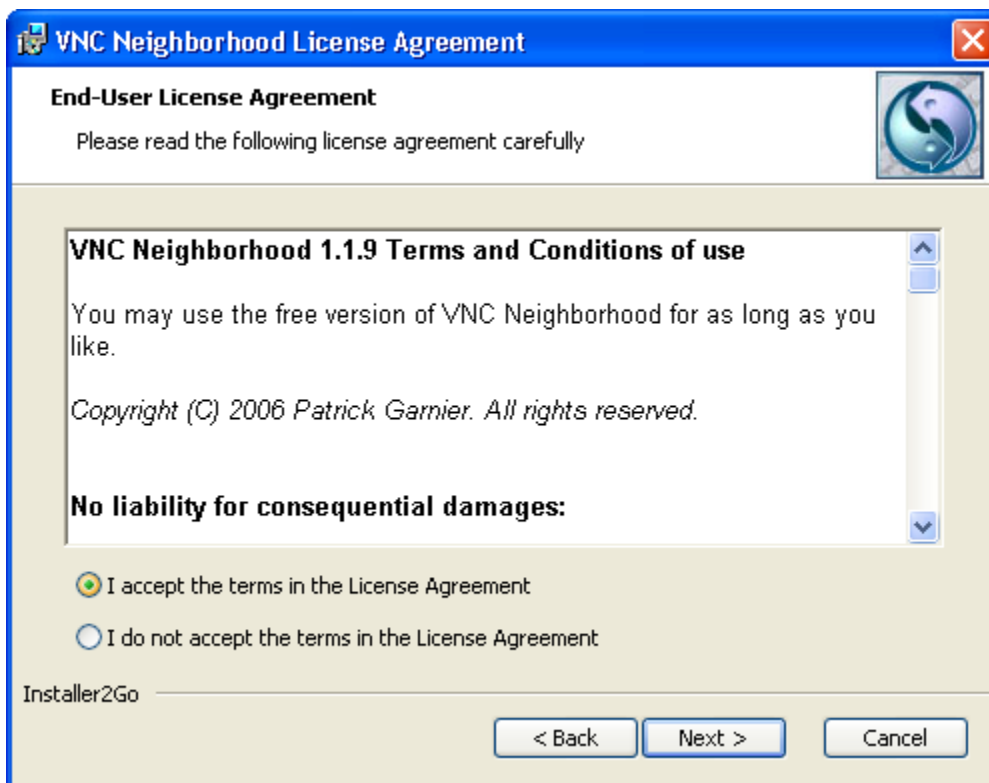 VNC Neighborhood License Agreement
End-User License Agreement
Please read the following license agreement carefully
VNC Neighborhood 1.1.9 Terms and Conditions of use
You may use the free version of VNC Neighborhood for as long as you
like.
Copyright (C) 2006 Patrick Garnier. All rights reserved.
No liability for consequential damages:
I accept the terms in the License Agreement
I do not accept the terms in the License Agreement
Installer2Go
< Back Next > Cancel